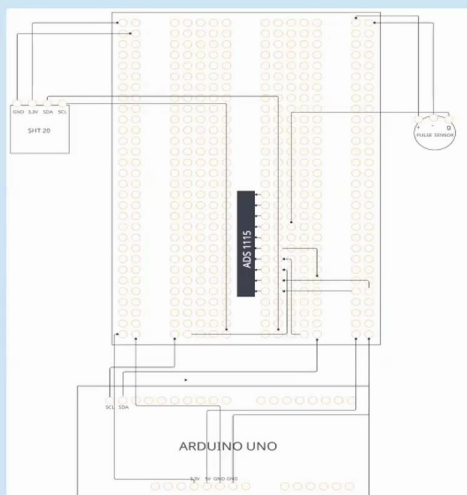 GND 3.3V SDA SCL
SHT 20
PULSE SENSOR
ADS 1115
SCL SDA
ARDUINO UNO
3.3V 5V GND GND